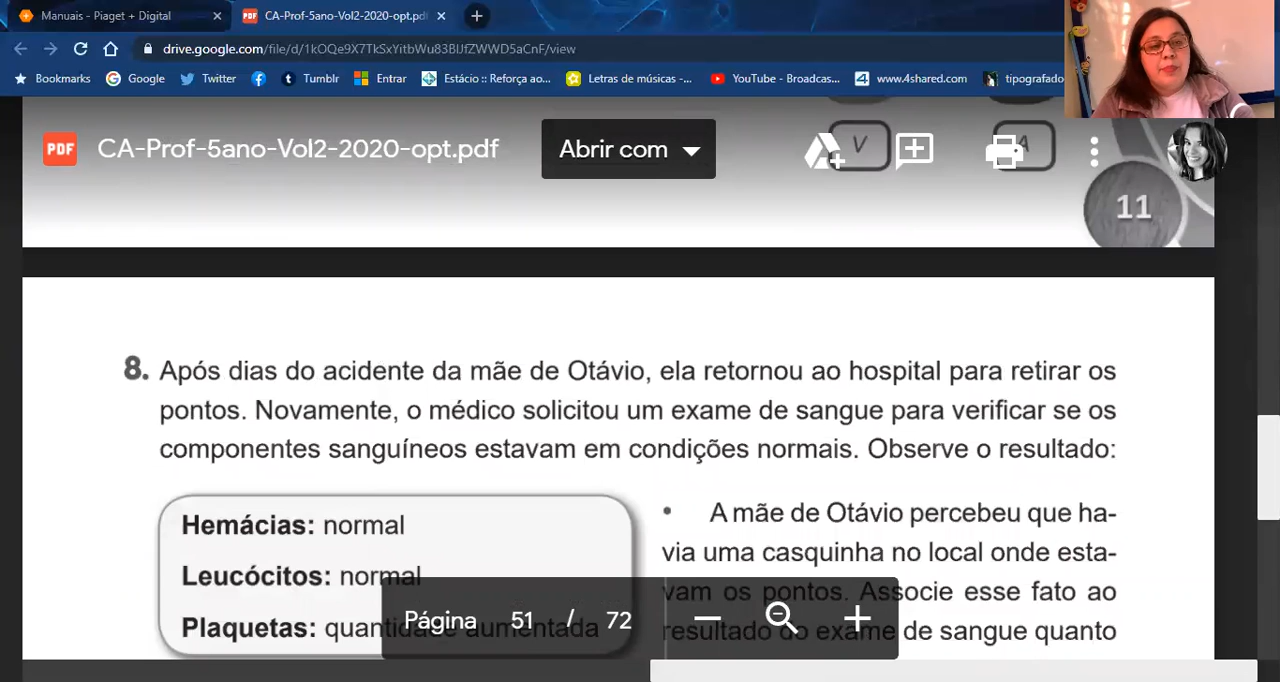 Manuais - Piaget + Digital
PDF CA-Prof-5ano-Vol2-2020-opt.pdf
drive.google.com/file/d/1kOQe9X7TkSxYitbWu83BIJfZWWD5aCnF/view
Bookmarks Google Twitter Tumblr Entrar Estácio :: Reforça ao... Letras de músicas -... YouTube - Broadcas... www.4shared.com tipografado
PDF CA-Prof-5ano-Vol2-2020-opt.pdf Abrir com V A
11
8. Após dias do acidente da mãe de Otávio, ela retornou ao hospital para retirar os
pontos. Novamente, o médico solicitou um exame de sangue para verificar se os
componentes sanguíneos estavam em condições normais. Observe o resultado:
Hemácias: normal
Leucócitos: normal
Plaquetas: quantidade aumentada
• A mãe de Otávio percebeu que ha-
via uma casquinha no local onde esta-
vam os pontos. Associe esse fato ao
resultado do exame de sangue quanto
Página 51 / 72